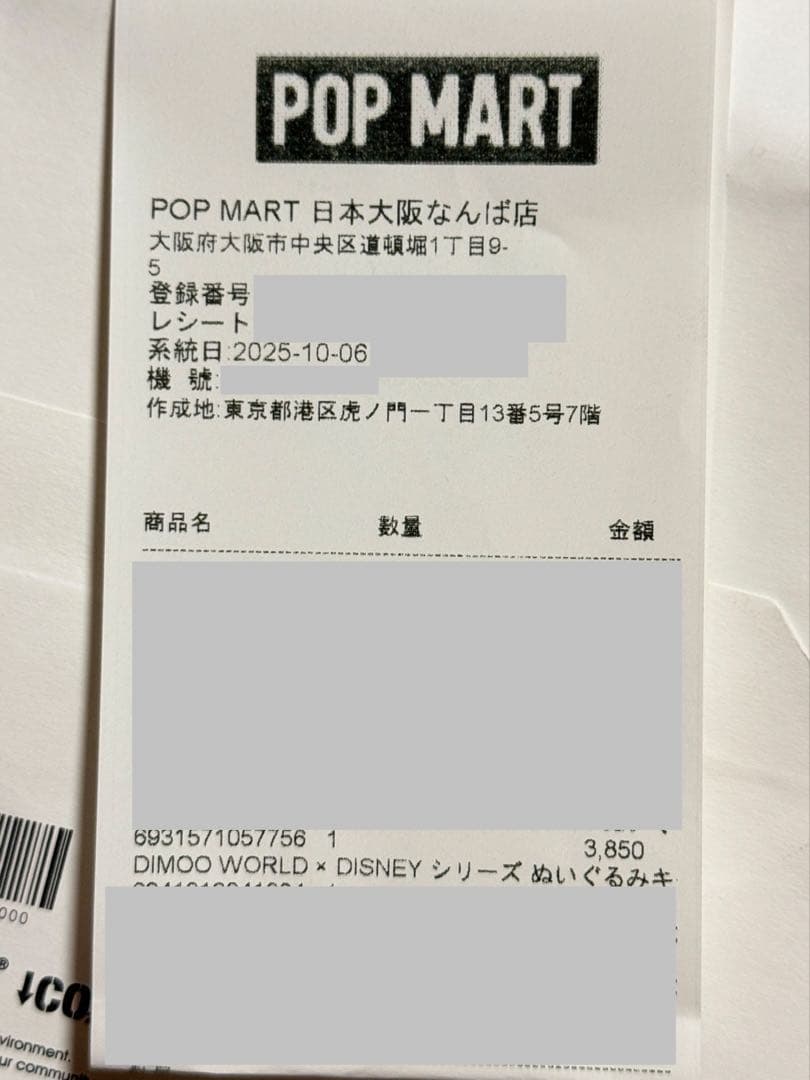 POP MART
POP MART 日本大阪なんば店
大阪府大阪市中央区道頓堀1丁目9-
5
登録番号
レシート
系統日:2025-10-06
機 號:
作成地:東京都港区虎ノ門一丁目13番5号7階
商品名 数量 金額
6931571057756 1 3,850
DIMOO WORLD × DISNEY シリーズ ぬいぐるみキ
000
vironment.
ur commun